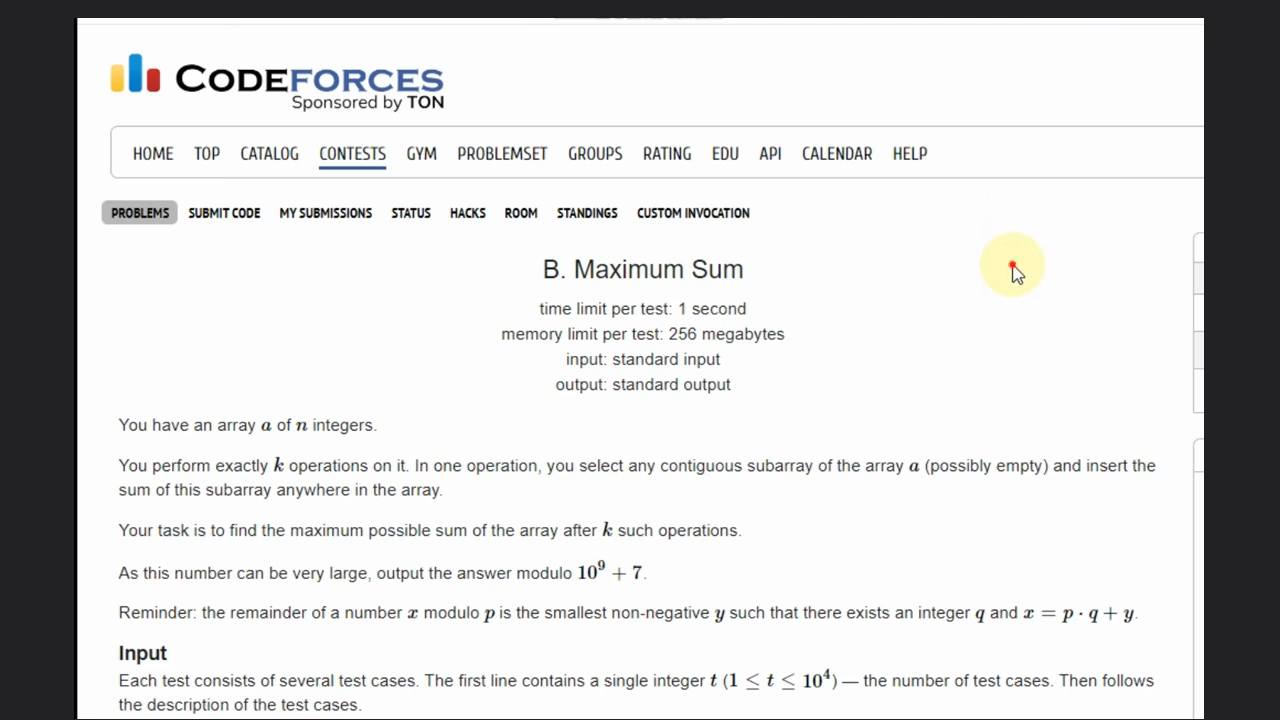 CODEFORCES
Sponsored by TON
HOME TOP CATALOG CONTESTS GYM PROBLEMSET GROUPS RATING EDU API CALENDAR HELP
PROBLEMS SUBMIT CODE MY SUBMISSIONS STATUS HACKS ROOM STANDINGS CUSTOM INVOCATION
B. Maximum Sum
time limit per test: 1 second
memory limit per test: 256 megabytes
input: standard input
output: standard output
You have an array a of n integers.
You perform exactly k operations on it. In one operation, you select any contiguous subarray of the array a (possibly empty) and insert the
sum of this subarray anywhere in the array.
Your task is to find the maximum possible sum of the array after k such operations.
As this number can be very large, output the answer modulo 10⁹ + 7.
Reminder: the remainder of a number x modulo p is the smallest non-negative y such that there exists an integer q and x = p · q + y.
Input
Each test consists of several test cases. The first line contains a single integer t (1 ≤ t ≤ 10⁴) — the number of test cases. Then follows
the description of the test cases.